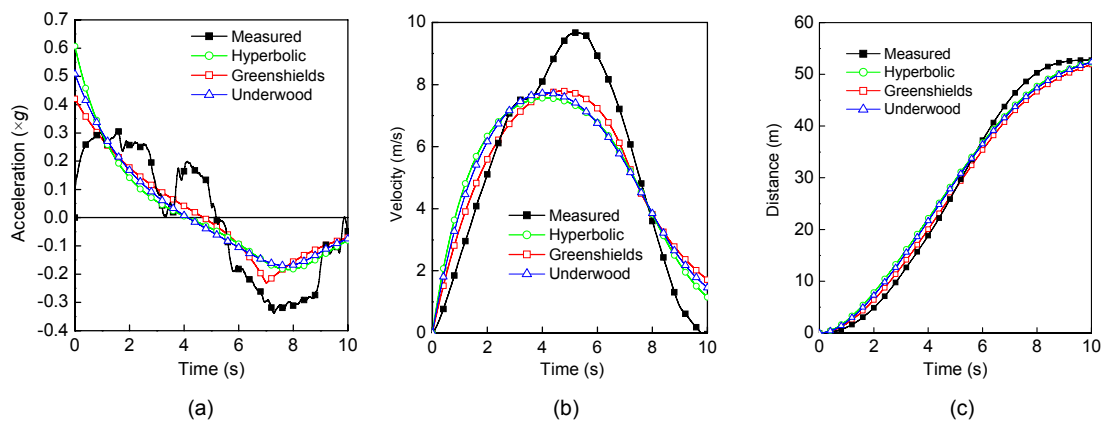 0.7
0.6
0.5
0.4
0.3
0.2
0.1
0.0
-0.1
-0.2
-0.3
-0.4
Acceleration (×g)
Measured
Hyperbolic
Greenshields
Underwood
0 2 4 6 8 10
Time (s)
(a)
10
8
6
4
2
0
Velocity (m/s)
Measured
Hyperbolic
Greenshields
Underwood
0 2 4 6 8 10
Time (s)
(b)
60
50
40
30
20
10
0
Distance (m)
Measured
Hyperbolic
Greenshields
Underwood
0 2 4 6 8 10
Time (s)
(c)